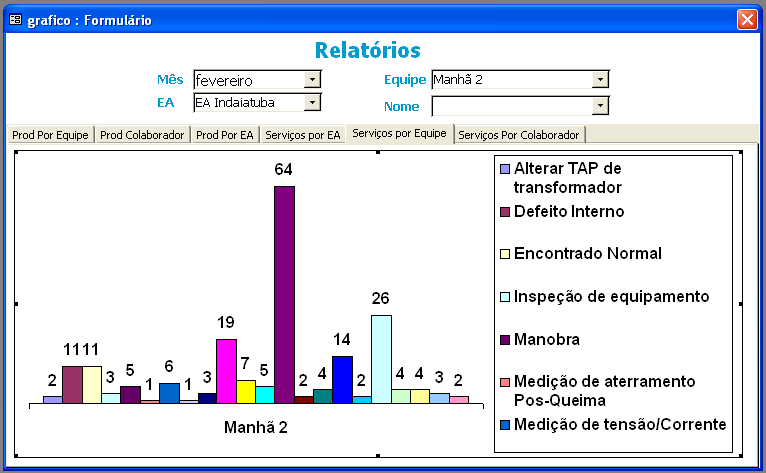 grafico : Formulário
Relatórios
Mês fevereiro Equipe Manhã 2
EA EA Indaiatuba Nome
Prod Por Equipe Prod Colaborador Prod Por EA Serviços por EA Serviços por Equipe Serviços Por Colaborador
2 11 11 3 5 1 6 1 3 19 7 5 64 2 4 14 2 26 4 4 3 2
Manhã 2
Alterar TAP de
transformador
Defeito Interno
Encontrado Normal
Inspeção de equipamento
Manobra
Medição de aterramento
Pos-Queima
Medição de tensão/Corrente